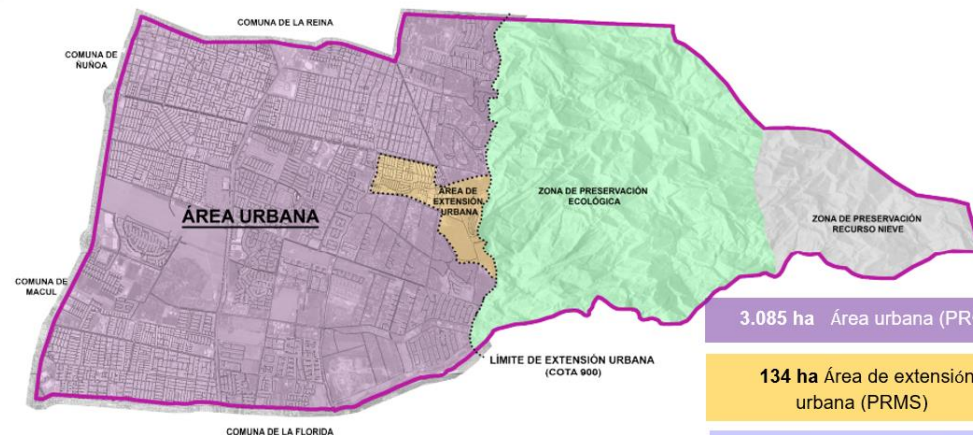 COMUNA DE LA REINA
COMUNA DE
ÑUÑOA
ÁREA URBANA
ÁREA DE
EXTENSIÓN
URBANA
ZONA DE PRESERVACIÓN
ECOLÓGICA
ZONA DE PRESERVACIÓN
RECURSO NIEVE
COMUNA DE
MACUL
LÍMITE DE EXTENSIÓN URBANA
(COTA 900)
COMUNA DE LA FLORIDA
3.085 ha Área urbana
134 ha Área de extensión
urbana (PRMS)